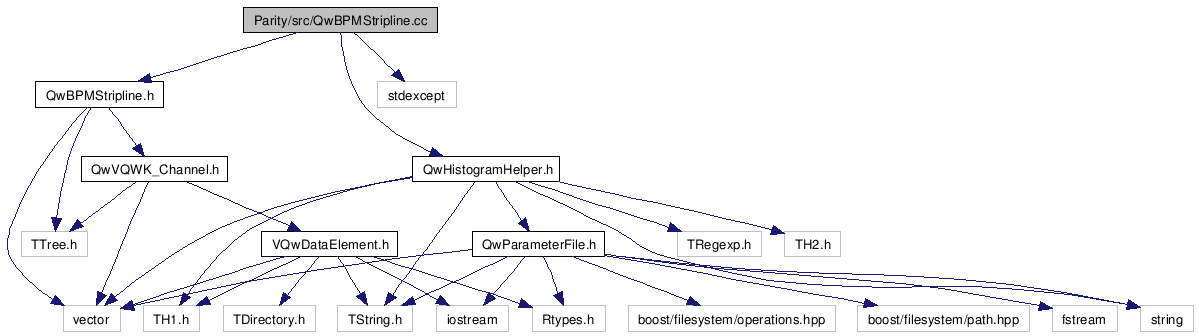 Parity/src/QwBPMStripline.cc
QwBPMStripline.h
stdexcept
QwVQWK_Channel.h
QwHistogramHelper.h
TTree.h
VQwDataElement.h
QwParameterFile.h
TRegexp.h
TH2.h
vector
TH1.h
TDirectory.h
TString.h
iostream
Rtypes.h
boost/filesystem/operations.hpp
boost/filesystem/path.hpp
fstream
string